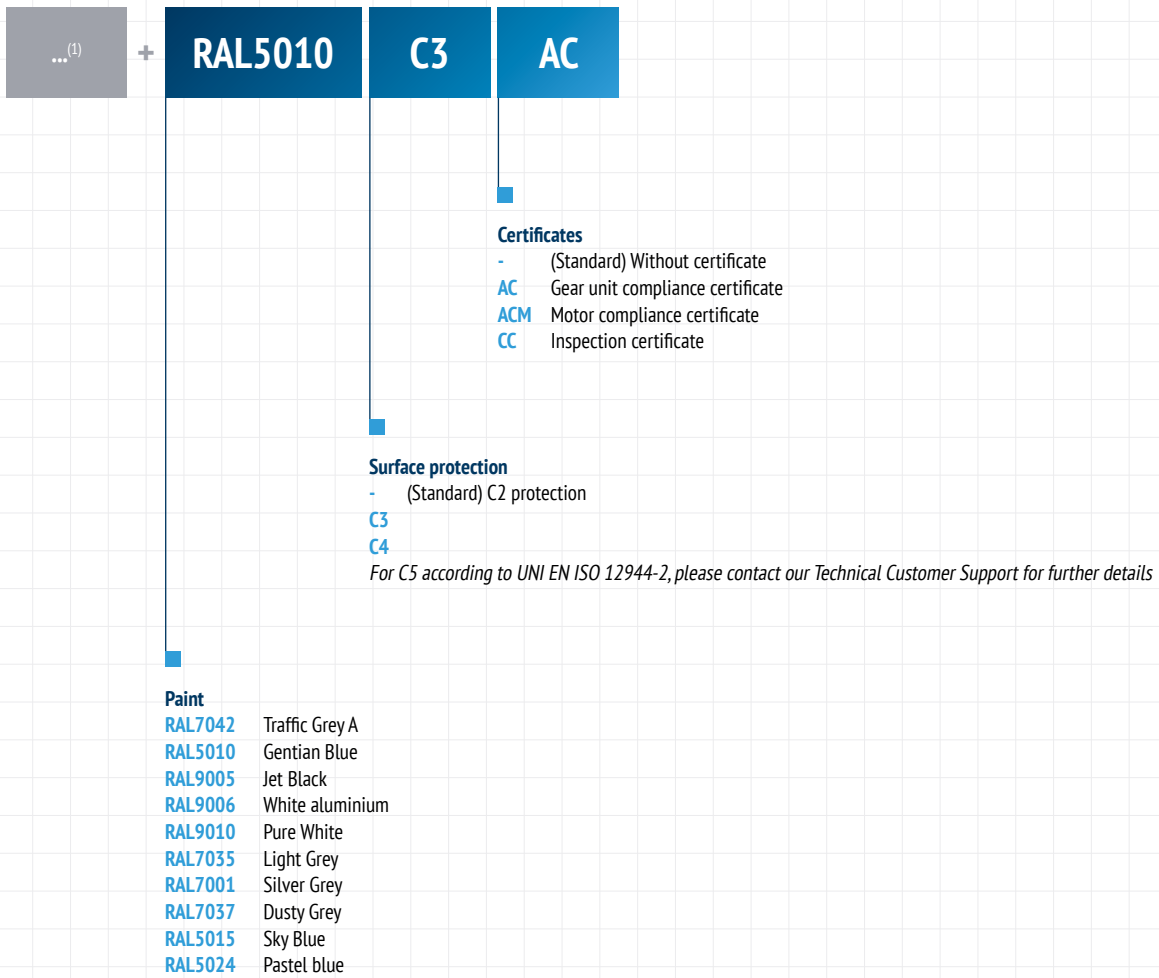 ...(1) + RAL5010 C3 AC
Certificates
- (Standard) Without certificate
AC Gear unit compliance certificate
ACM Motor compliance certificate
CC Inspection certificate
Surface protection
- (Standard) C2 protection
C3
C4
For C5 according to UNI EN ISO 12944-2, please contact our Technical Customer Support for further details
Paint
RAL7042 Traffic Grey A
RAL5010 Gentian Blue
RAL9005 Jet Black
RAL9006 White aluminium
RAL9010 Pure White
RAL7035 Light Grey
RAL7001 Silver Grey
RAL7037 Dusty Grey
RAL5015 Sky Blue
RAL5024 Pastel blue